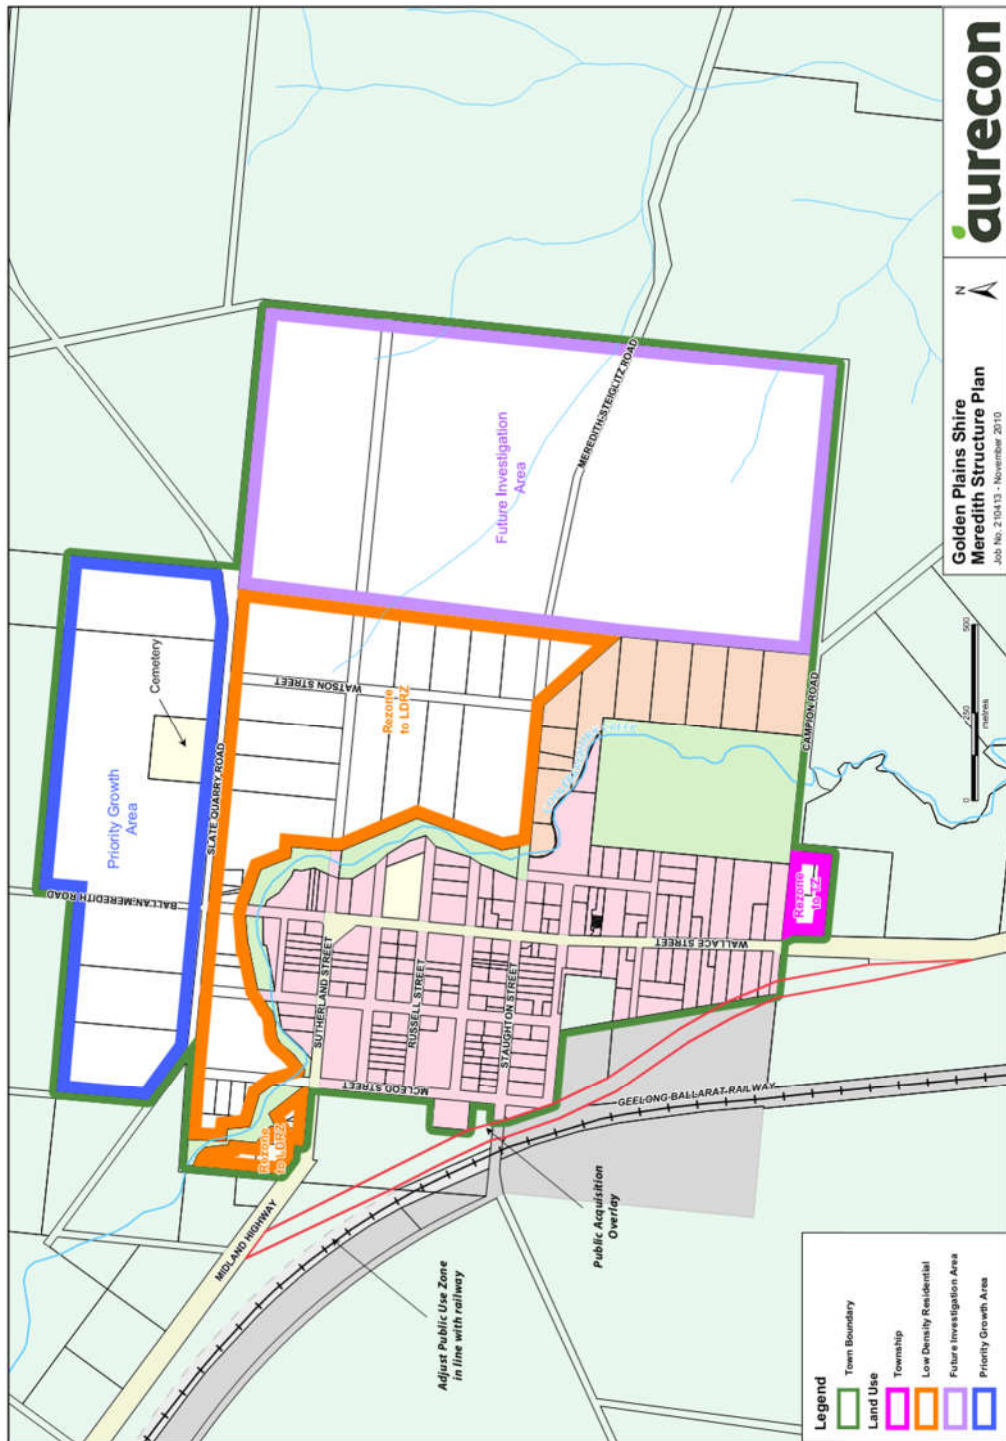 aurecon
N
Golden Plains Shire
Meredith Structure Plan
Job No. 210413 - November 2010
0
250
500
metres
Cemetery
Priority Growth
Area
BALLAN-MEREDITH ROAD
SLATE QUARRY ROAD
WATSON STREET
Rezone
to LDRZ
Future Investigation
Area
MEREDITH-STEIGLITZ ROAD
CAMPION ROAD
Rezone
to TZ
WALLACE STREET
SUTHERLAND STREET
RUSSELL STREET
STAUGHTON STREET
MCLEOD STREET
GEELONG-BALLARAT RAILWAY
Rezone
to LDRZ
MIDLAND HIGHWAY
Public Acquisition
Overlay
Adjust Public Use Zone
in line with railway
Legend
Town Boundary
Land Use
Township
Low Density Residential
Future Investigation Area
Priority Growth Area